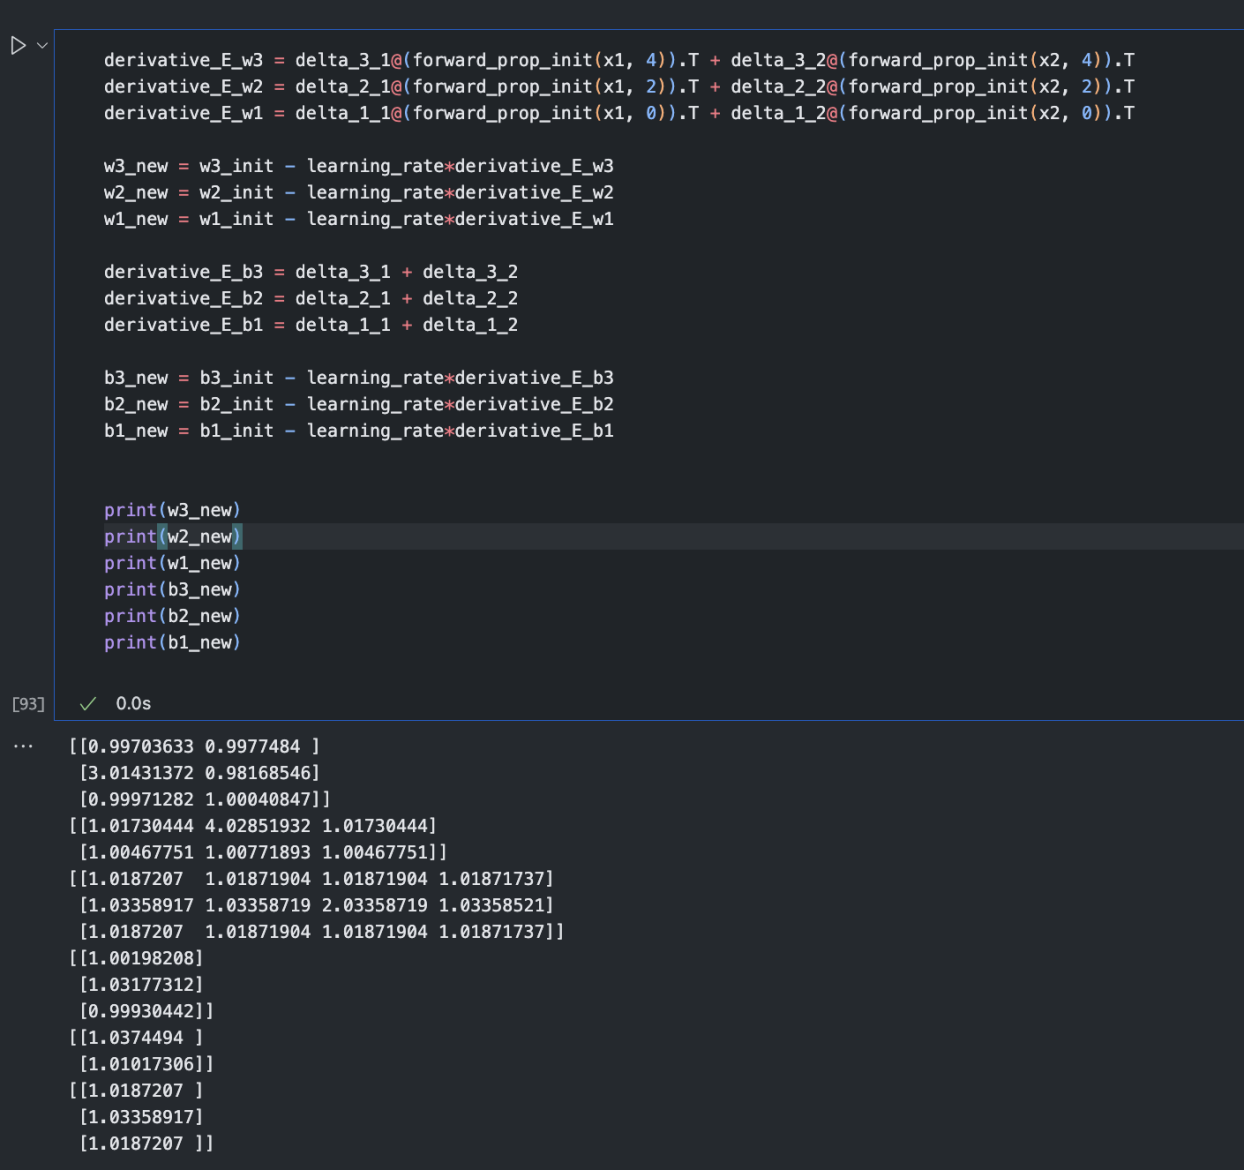 derivative_E_w3 = delta_3_1@(forward_prop_init(x1, 4)).T + delta_3_2@(forward_prop_init(x2, 4)).T
derivative_E_w2 = delta_2_1@(forward_prop_init(x1, 2)).T + delta_2_2@(forward_prop_init(x2, 2)).T
derivative_E_w1 = delta_1_1@(forward_prop_init(x1, 0)).T + delta_1_2@(forward_prop_init(x2, 0)).T
w3_new = w3_init - learning_rate*derivative_E_w3
w2_new = w2_init - learning_rate*derivative_E_w2
w1_new = w1_init - learning_rate*derivative_E_w1
derivative_E_b3 = delta_3_1 + delta_3_2
derivative_E_b2 = delta_2_1 + delta_2_2
derivative_E_b1 = delta_1_1 + delta_1_2
b3_new = b3_init - learning_rate*derivative_E_b3
b2_new = b2_init - learning_rate*derivative_E_b2
b1_new = b1_init - learning_rate*derivative_E_b1
print(w3_new)
print(w2_new)
print(w1_new)
print(b3_new)
print(b2_new)
print(b1_new)
[93] ✓ 0.0s
... [[0.99703633 0.9977484 ]
[3.01431372 0.98168546]
[0.99971282 1.00040847]]
[[1.01730444 4.02851932 1.01730444]
[1.00467751 1.00771893 1.00467751]]
[[1.0187207  1.01871904 1.01871904 1.01871737]
[1.03358917 1.03358719 2.03358719 1.03358521]
[1.0187207  1.01871904 1.01871904 1.01871737]]
[[1.00198208]
[1.03177312]
[0.99930442]]
[[1.0374494 ]
[1.01017306]]
[[1.0187207 ]
[1.03358917]
[1.0187207 ]]